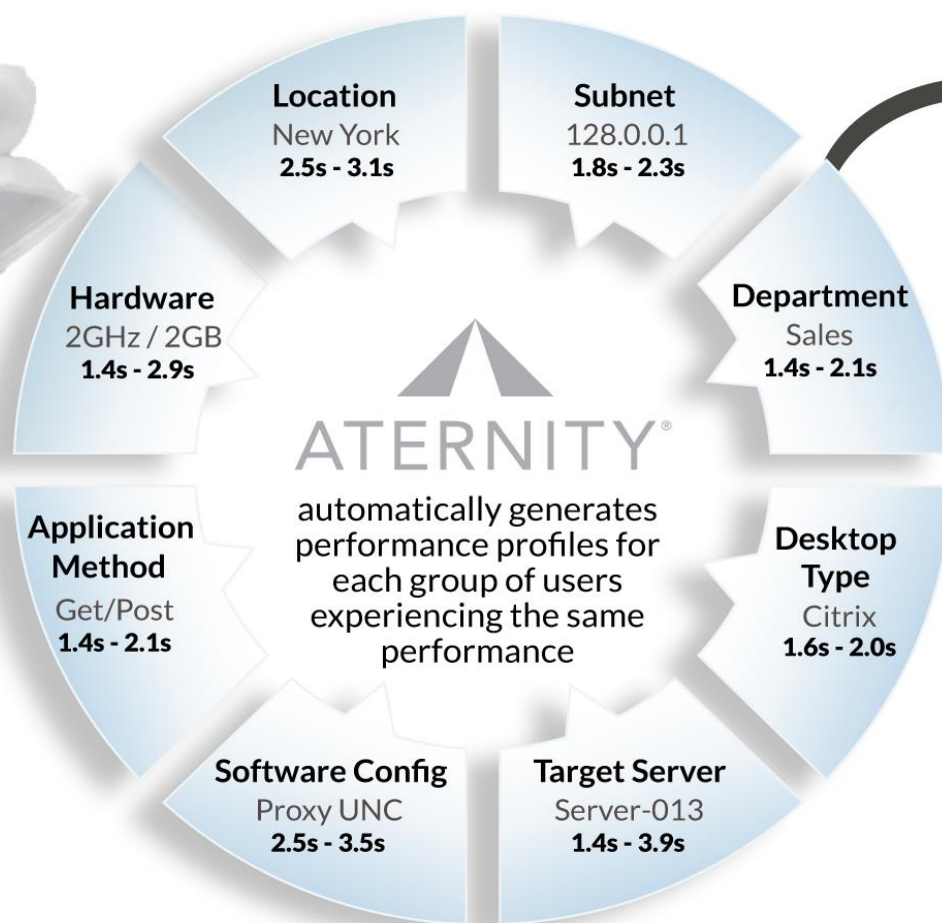 Location
New York
2.5s - 3.1s
Subnet
128.0.0.1
1.8s - 2.3s
Hardware
2GHz / 2GB
1.4s - 2.9s
Department
Sales
1.4s - 2.1s
ATERNITY®
automatically generates
performance profiles for
each group of users
experiencing the same
performance
Application
Method
Get/Post
1.4s - 2.1s
Desktop
Type
Citrix
1.6s - 2.0s
Software Config
Proxy UNC
2.5s - 3.5s
Target Server
Server-013
1.4s - 3.9s